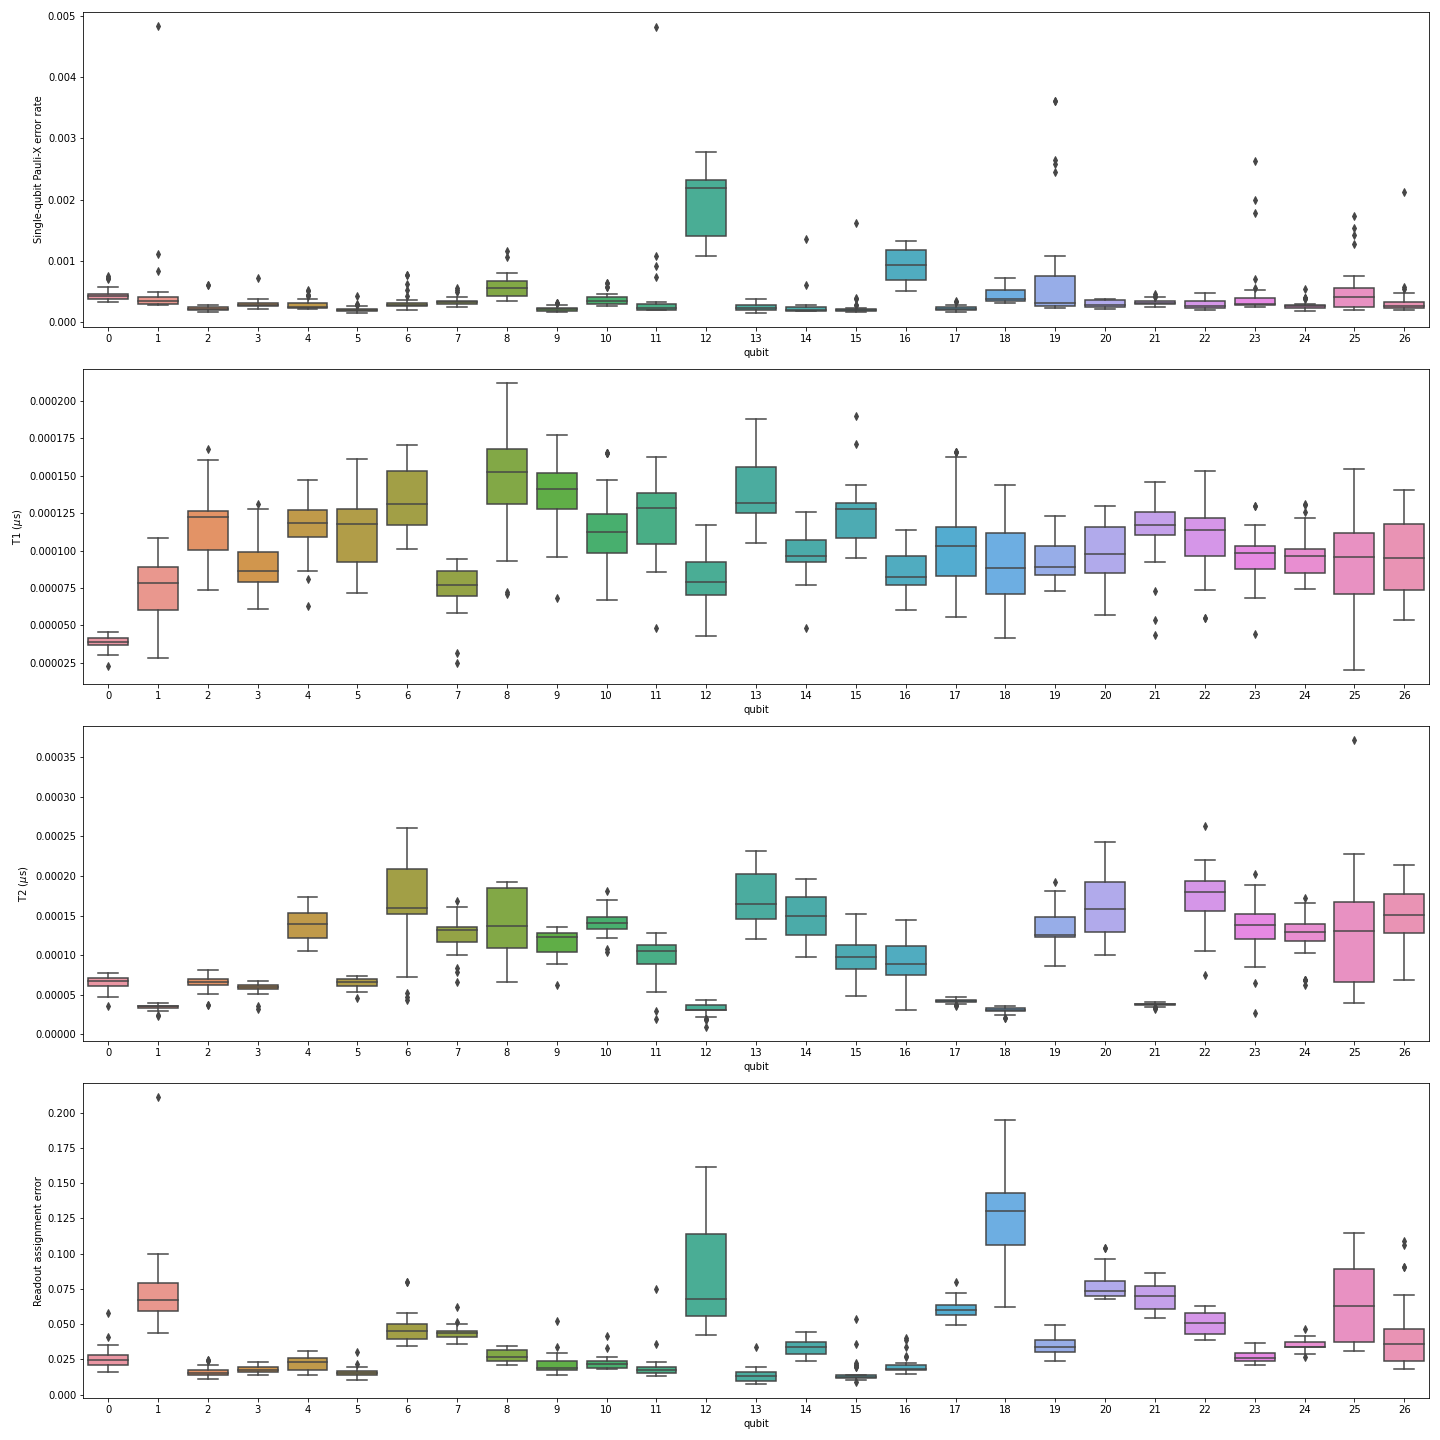 Single-qubit Pauli-X error rate
0.005
0.004
0.003
0.002
0.001
0.000
0 1 2 3 4 5 6 7 8 9 10 11 12 13 14 15 16 17 18 19 20 21 22 23 24 25 26
qubit
T1 (μs)
0.000200
0.000175
0.000150
0.000125
0.000100
0.000075
0.000050
0.000025
0 1 2 3 4 5 6 7 8 9 10 11 12 13 14 15 16 17 18 19 20 21 22 23 24 25 26
qubit
T2 (μs)
0.00035
0.00030
0.00025
0.00020
0.00015
0.00010
0.00005
0.00000
0 1 2 3 4 5 6 7 8 9 10 11 12 13 14 15 16 17 18 19 20 21 22 23 24 25 26
qubit
Readout assignment error
0.200
0.175
0.150
0.125
0.100
0.075
0.050
0.025
0.000
0 1 2 3 4 5 6 7 8 9 10 11 12 13 14 15 16 17 18 19 20 21 22 23 24 25 26
qubit